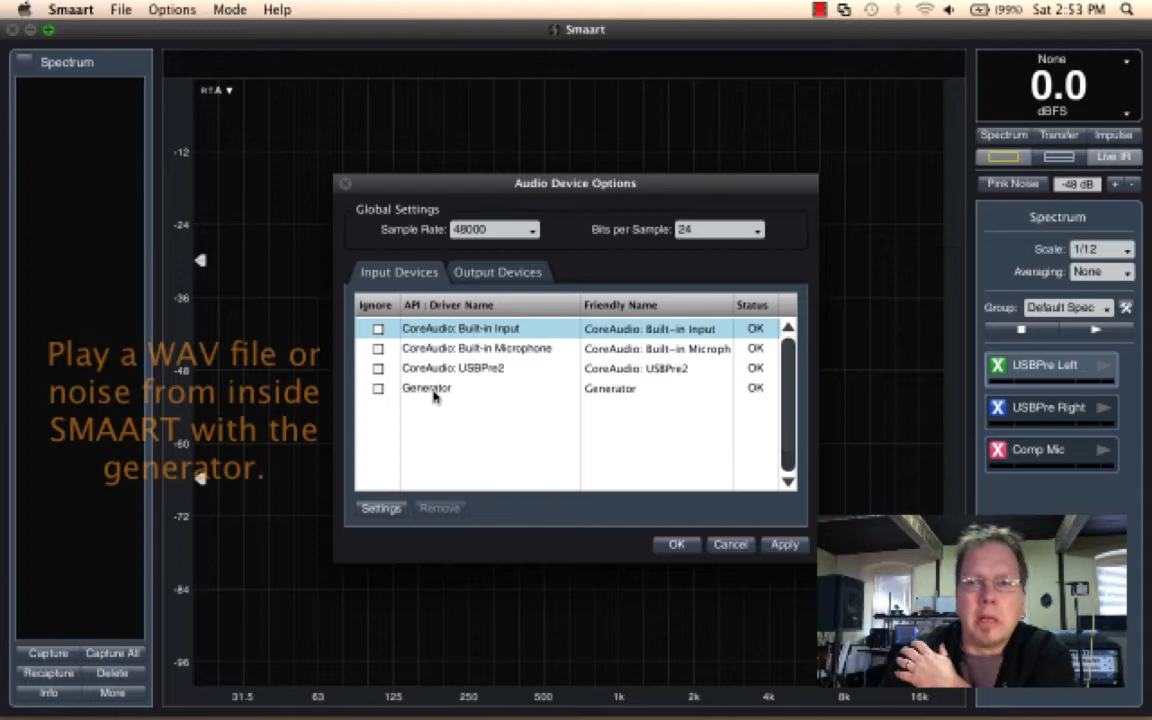 Smaart File Options Mode Help (99%) Sat 2:53 PM
Smaart
Spectrum
RTA
None
0.0
dBFS
Spectrum Transfer Impulse
Live IR
Pink Noise -48 dB + -
-12
-24
-36
-48
-60
-72
-84
-96
31.5 63 125 250 500 1k 2k 4k 8k 16k
Audio Device Options
Global Settings
Sample Rate: 48000 Bits per Sample: 24
Input Devices Output Devices
Ignore API : Driver Name Friendly Name Status
CoreAudio: Built-in Input CoreAudio: Built-in Input OK
CoreAudio: Built-in Microphone CoreAudio: Built-in Microph OK
CoreAudio: USBPre2 CoreAudio: USBPre2 OK
Generator Generator OK
Settings Remove
OK Cancel Apply
Play a WAV file or
noise from inside
SMAART with the
generator.
Spectrum
Scale: 1/12
Averaging: None
Group: Default Spec
X USBPre Left
X USBPre Right
X Comp Mic
Capture Capture All
Recapture Delete
Info More